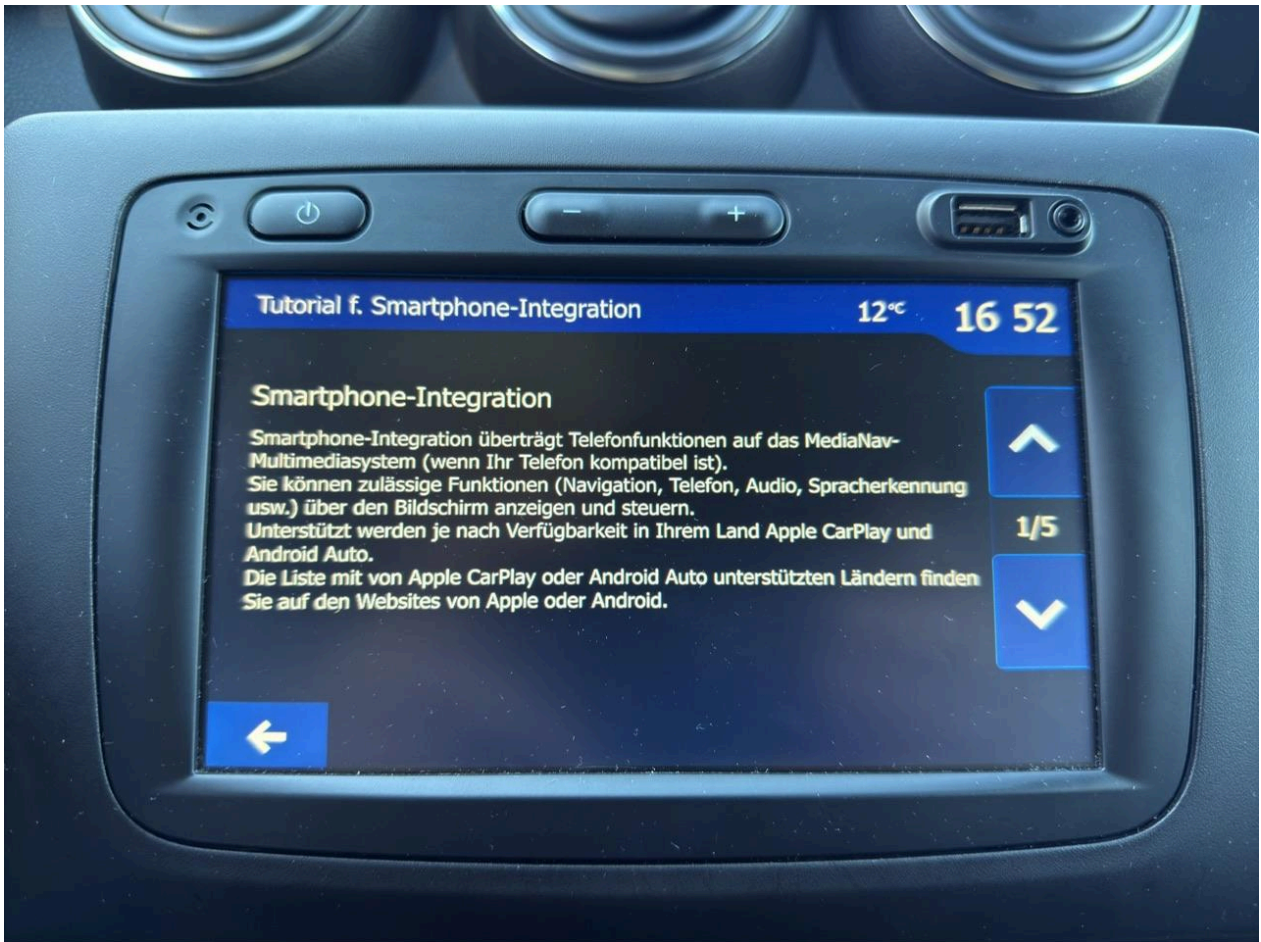 Tutorial f. Smartphone-Integration 12°C 16 52
Smartphone-Integration
Smartphone-Integration überträgt Telefonfunktionen auf das MediaNav-
Multimediasystem (wenn Ihr Telefon kompatibel ist).
Sie können zulässige Funktionen (Navigation, Telefon, Audio, Spracherkennung
usw.) über den Bildschirm anzeigen und steuern.
Unterstützt werden je nach Verfügbarkeit in Ihrem Land Apple CarPlay und
Android Auto.
Die Liste mit von Apple CarPlay oder Android Auto unterstützten Ländern finden
Sie auf den Websites von Apple oder Android.
1/5